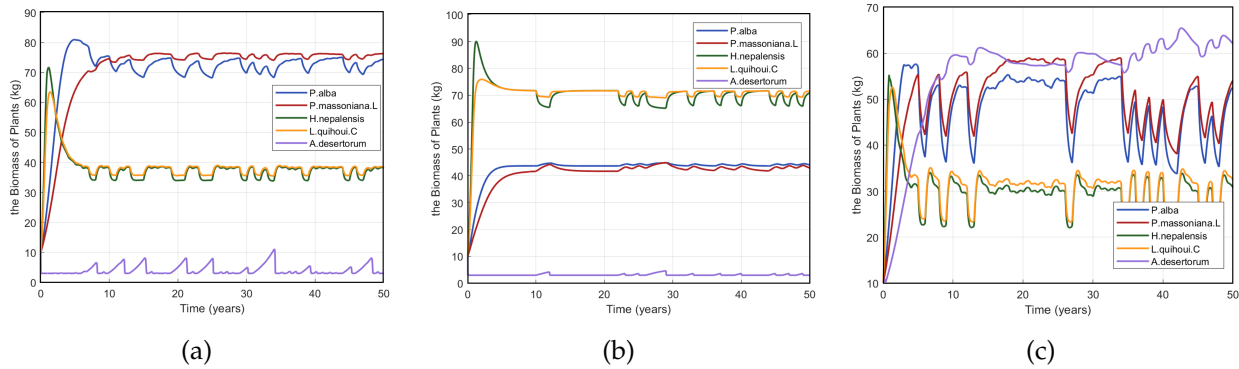 the Biomass of Plants (kg)
90
80
70
60
50
40
30
20
10
0
P.alba
P.massoniana.L
H.nepalensis
L.quihoui.C
A.desertorum
0 10 20 30 40 50
Time (years)
(a)
the Biomass of Plants (kg)
100
90
80
70
60
50
40
30
20
10
0
P.alba
P.massoniana.L
H.nepalensis
L.quihoui.C
A.desertorum
0 10 20 30 40 50
Time (years)
(b)
the Biomass of Plants (kg)
70
60
50
40
30
20
10
P.alba
P.massoniana.L
H.nepalensis
L.quihoui.C
A.desertorum
0 10 20 30 40 50
Time (years)
(c)